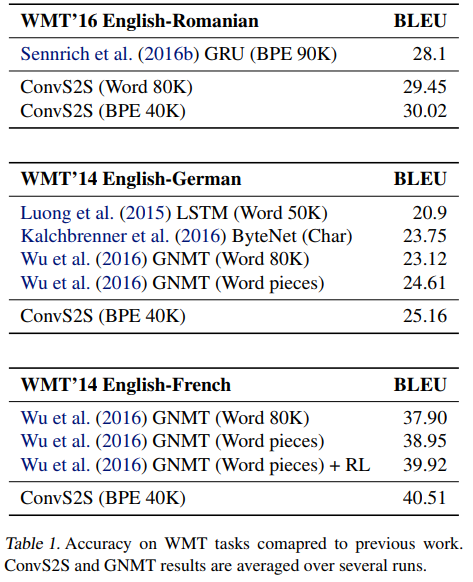 WMT'16 English-Romanian BLEU
Sennrich et al. (2016b) GRU (BPE 90K) 28.1
ConvS2S (Word 80K) 29.45
ConvS2S (BPE 40K) 30.02
WMT'14 English-German BLEU
Luong et al. (2015) LSTM (Word 50K) 20.9
Kalchbrenner et al. (2016) ByteNet (Char) 23.75
Wu et al. (2016) GNMT (Word 80K) 23.12
Wu et al. (2016) GNMT (Word pieces) 24.61
ConvS2S (BPE 40K) 25.16
WMT'14 English-French BLEU
Wu et al. (2016) GNMT (Word 80K) 37.90
Wu et al. (2016) GNMT (Word pieces) 38.95
Wu et al. (2016) GNMT (Word pieces) + RL 39.92
ConvS2S (BPE 40K) 40.51
Table 1. Accuracy on WMT tasks comapred to previous work.
ConvS2S and GNMT results are averaged over several runs.